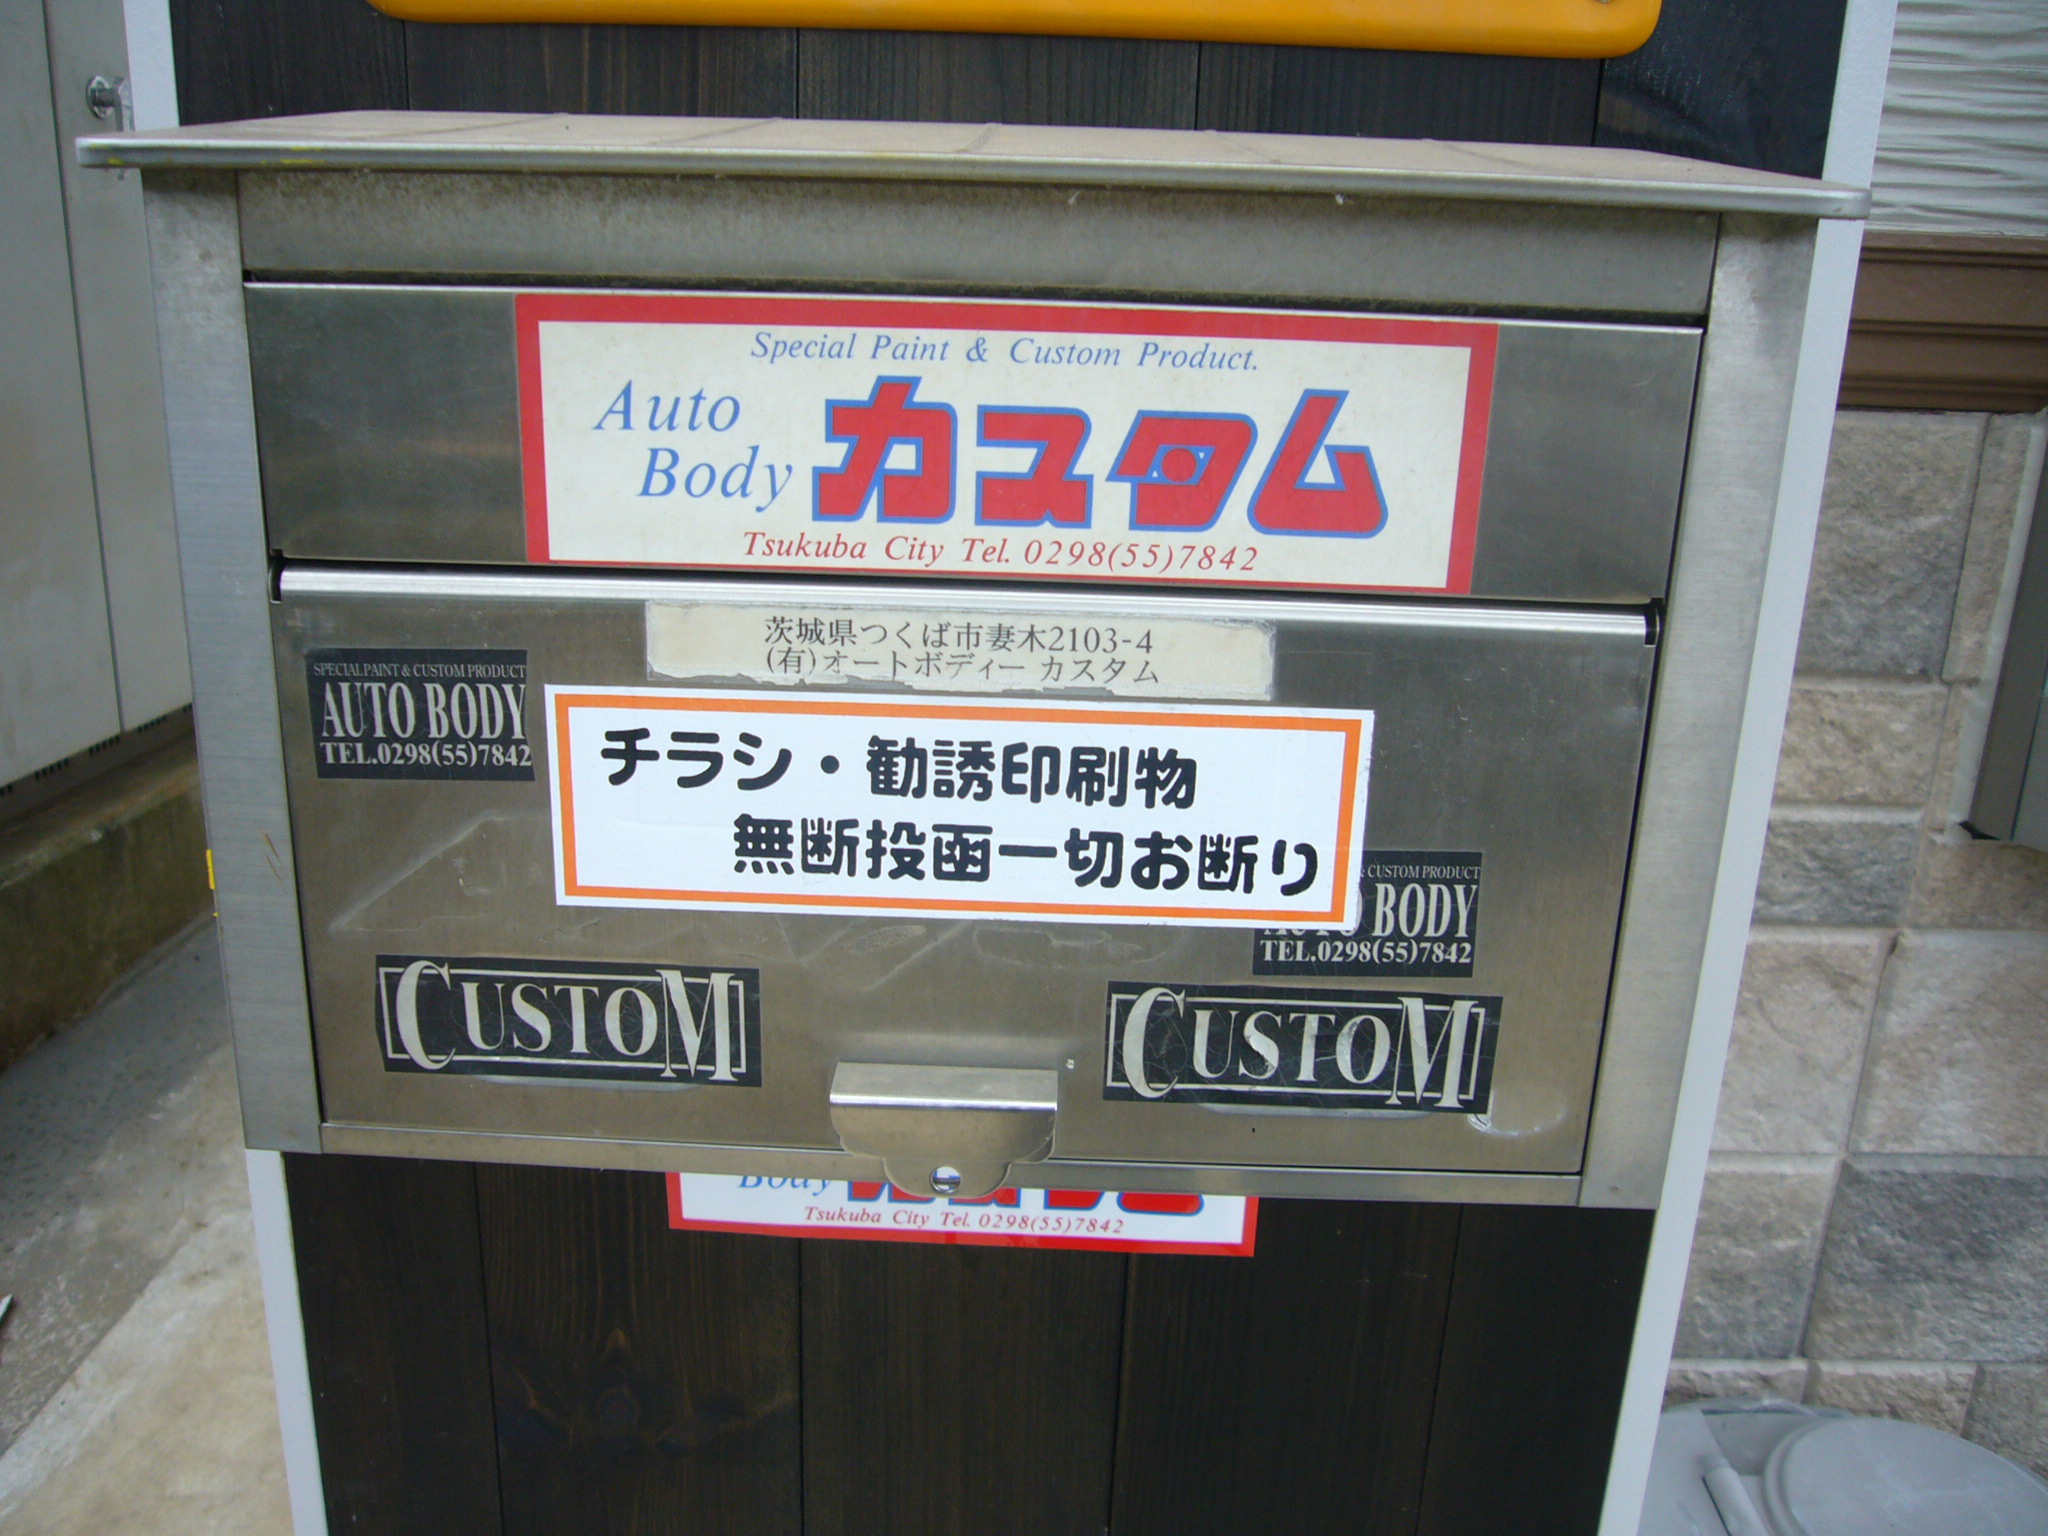 Special Paint & Custom Product.
Auto
Body カスタム
Tsukuba City Tel. 0298(55)7842
茨城県つくば市妻木2103-4
(有)オートボディー カスタム
SPECIAL PAINT & CUSTOM PRODUCT
AUTO BODY
TEL.0298(55)7842
チラシ・勧誘印刷物
無断投函一切お断り
& CUSTOM PRODUCT
AUTO BODY
TEL.0298(55)7842
CUSTOM
CUSTOM
Body
Tsukuba City Tel. 0298(55)7842